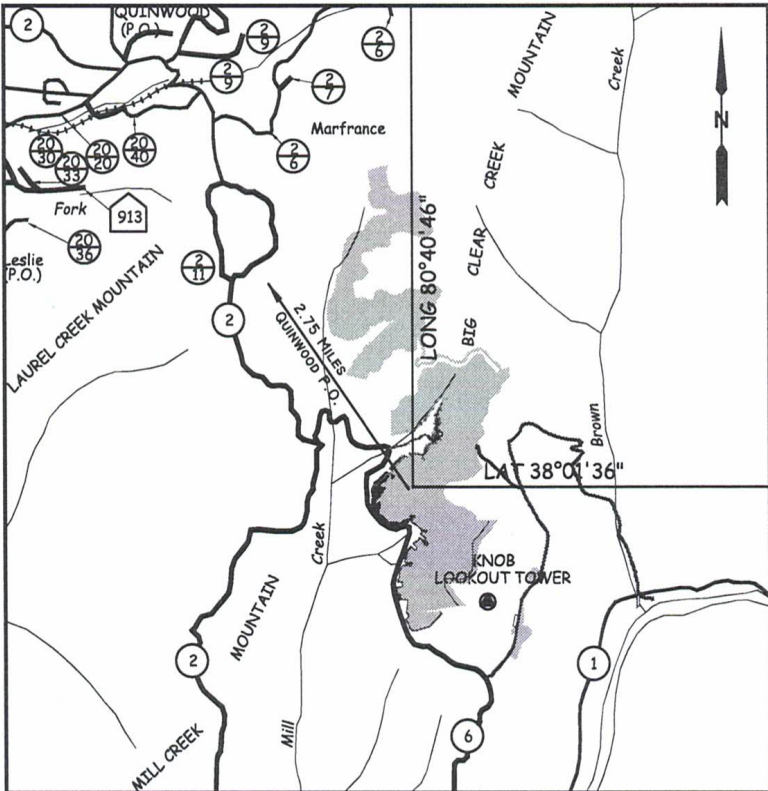 QUINWOOD
(P.O.)
2
2
9
2
6
2
9
2
7
Marfrance
2
6
20
30
20
33
20
20
20
40
Fork
913
20
36
Leslie
(P.O.)
2
11
2
LAUREL CREEK MOUNTAIN
2.75 MILES
QUINWOOD P.O.
LONG 80°40'46"
BIG CLEAR CREEK MOUNTAIN
Creek
N
Brown
LAT 38°01'36"
KNOB
LOOKOUT TOWER
Creek
MOUNTAIN
2
1
6
Mill
MILL CREEK